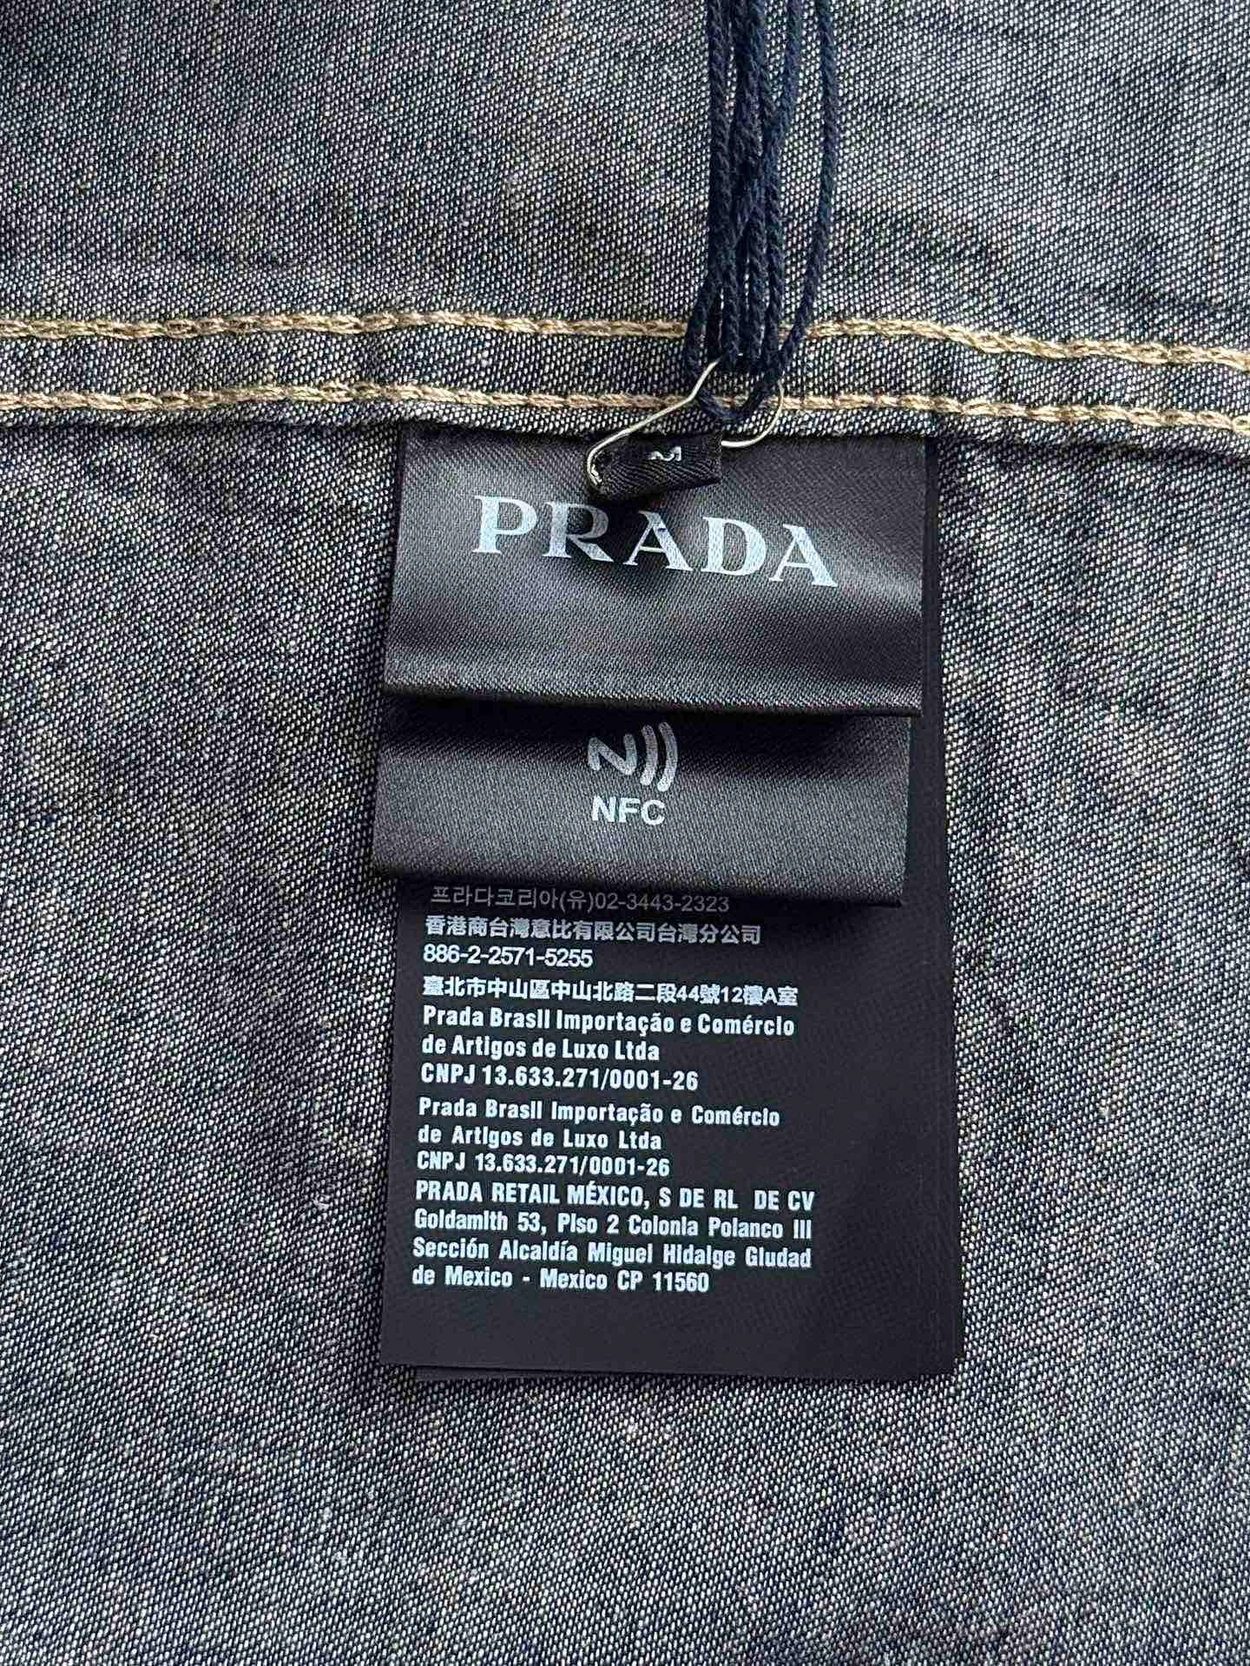 M
PRADA
NFC
프라다코리아(유)02-3443-2323
香港商台灣意比有限公司台灣分公司
886-2-2571-5255
臺北市中山區中山北路二段44號12樓A室
Prada Brasil Importação e Comércio
de Artigos de Luxo Ltda
CNPJ 13.633.271/0001-26
Prada Brasil Importação e Comércio
de Artigos de Luxo Ltda
CNPJ 13.633.271/0001-26
PRADA RETAIL MÉXICO, S DE RL DE CV
Goldamith 53, Piso 2 Colonia Polanco III
Sección Alcaldía Miguel Hidalge Gludad
de Mexico - Mexico CP 11560